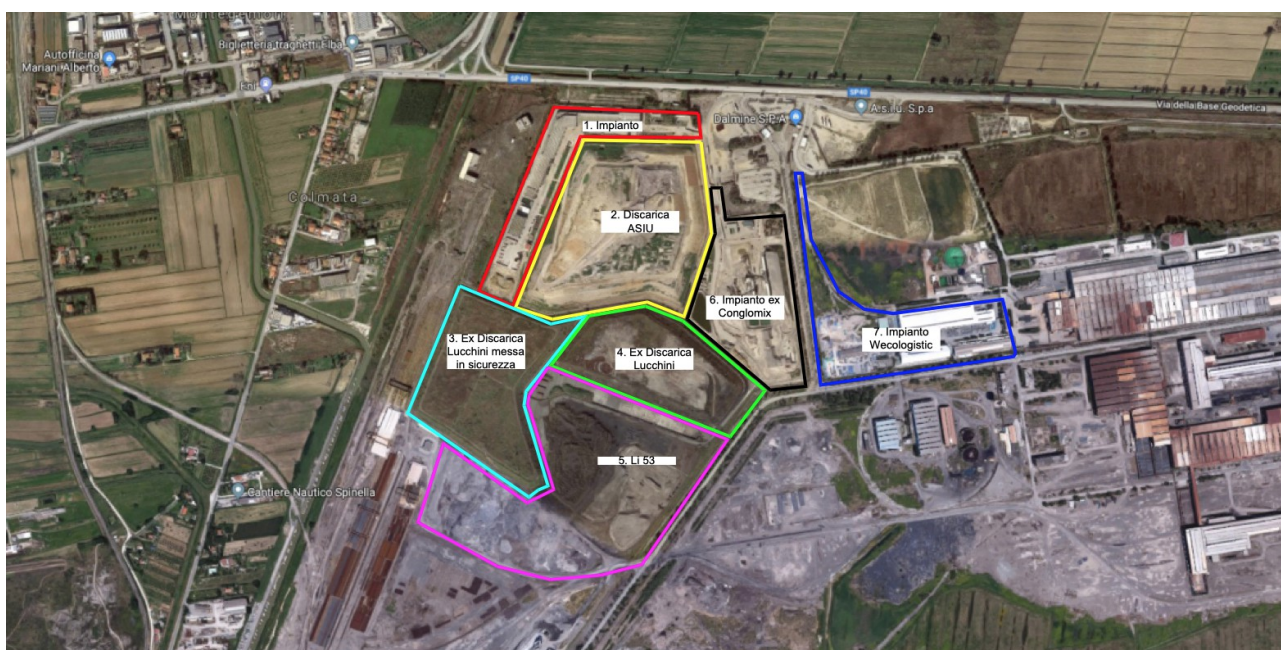 Montegemoli
Biglietteria traghetti Elba
Autofficina
Mariani Alberto
Eni
SP40
SP40
A.s.i.u. S.p.a
Via della Base Geodetica
Dalmine S.P.A
1. Impianto
Colmata
2. Discarica
ASIU
6. Impianto ex
Conglomix
7. Impianto
Wecologistic
3. Ex Discarica
Lucchini messa
in sicurezza
4. Ex Discarica
Lucchini
5. Li 53
Cantiere Nautico Spinella